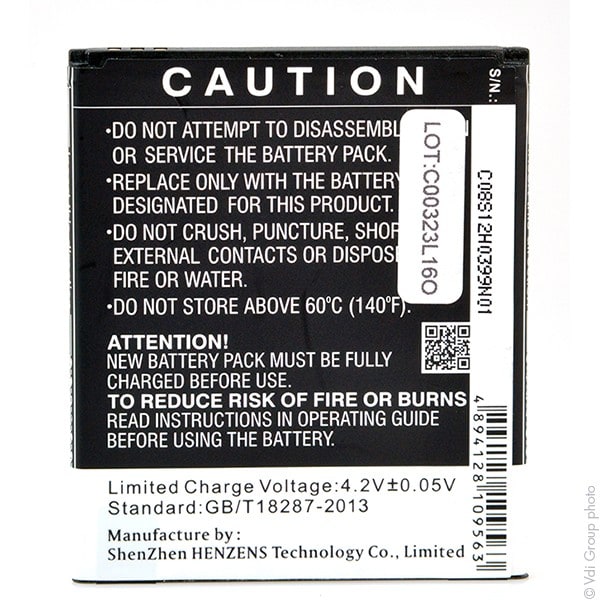 CAUTION
•DO NOT ATTEMPT TO DISASSEMBL
OR SERVICE THE BATTERY PACK.
•REPLACE ONLY WITH THE BATTERY
DESIGNATED FOR THIS PRODUCT.
•DO NOT CRUSH, PUNCTURE, SHOR
EXTERNAL CONTACTS OR DISPOS
FIRE OR WATER.
•DO NOT STORE ABOVE 60°C (140°F).
ATTENTION!
NEW BATTERY PACK MUST BE FULLY
CHARGED BEFORE USE.
TO REDUCE RISK OF FIRE OR BURNS
READ INSTRUCTIONS IN OPERATING GUIDE
BEFORE USING THE BATTERY.
Limited Charge Voltage:4.2V±0.05V
Standard:GB/T18287-2013
Manufacture by:
ShenZhen HENZENS Technology Co., Limited
LOT:C00323L16O
S/N.:
C08S12H0399N01
4894128109563
© Vdi Group photo